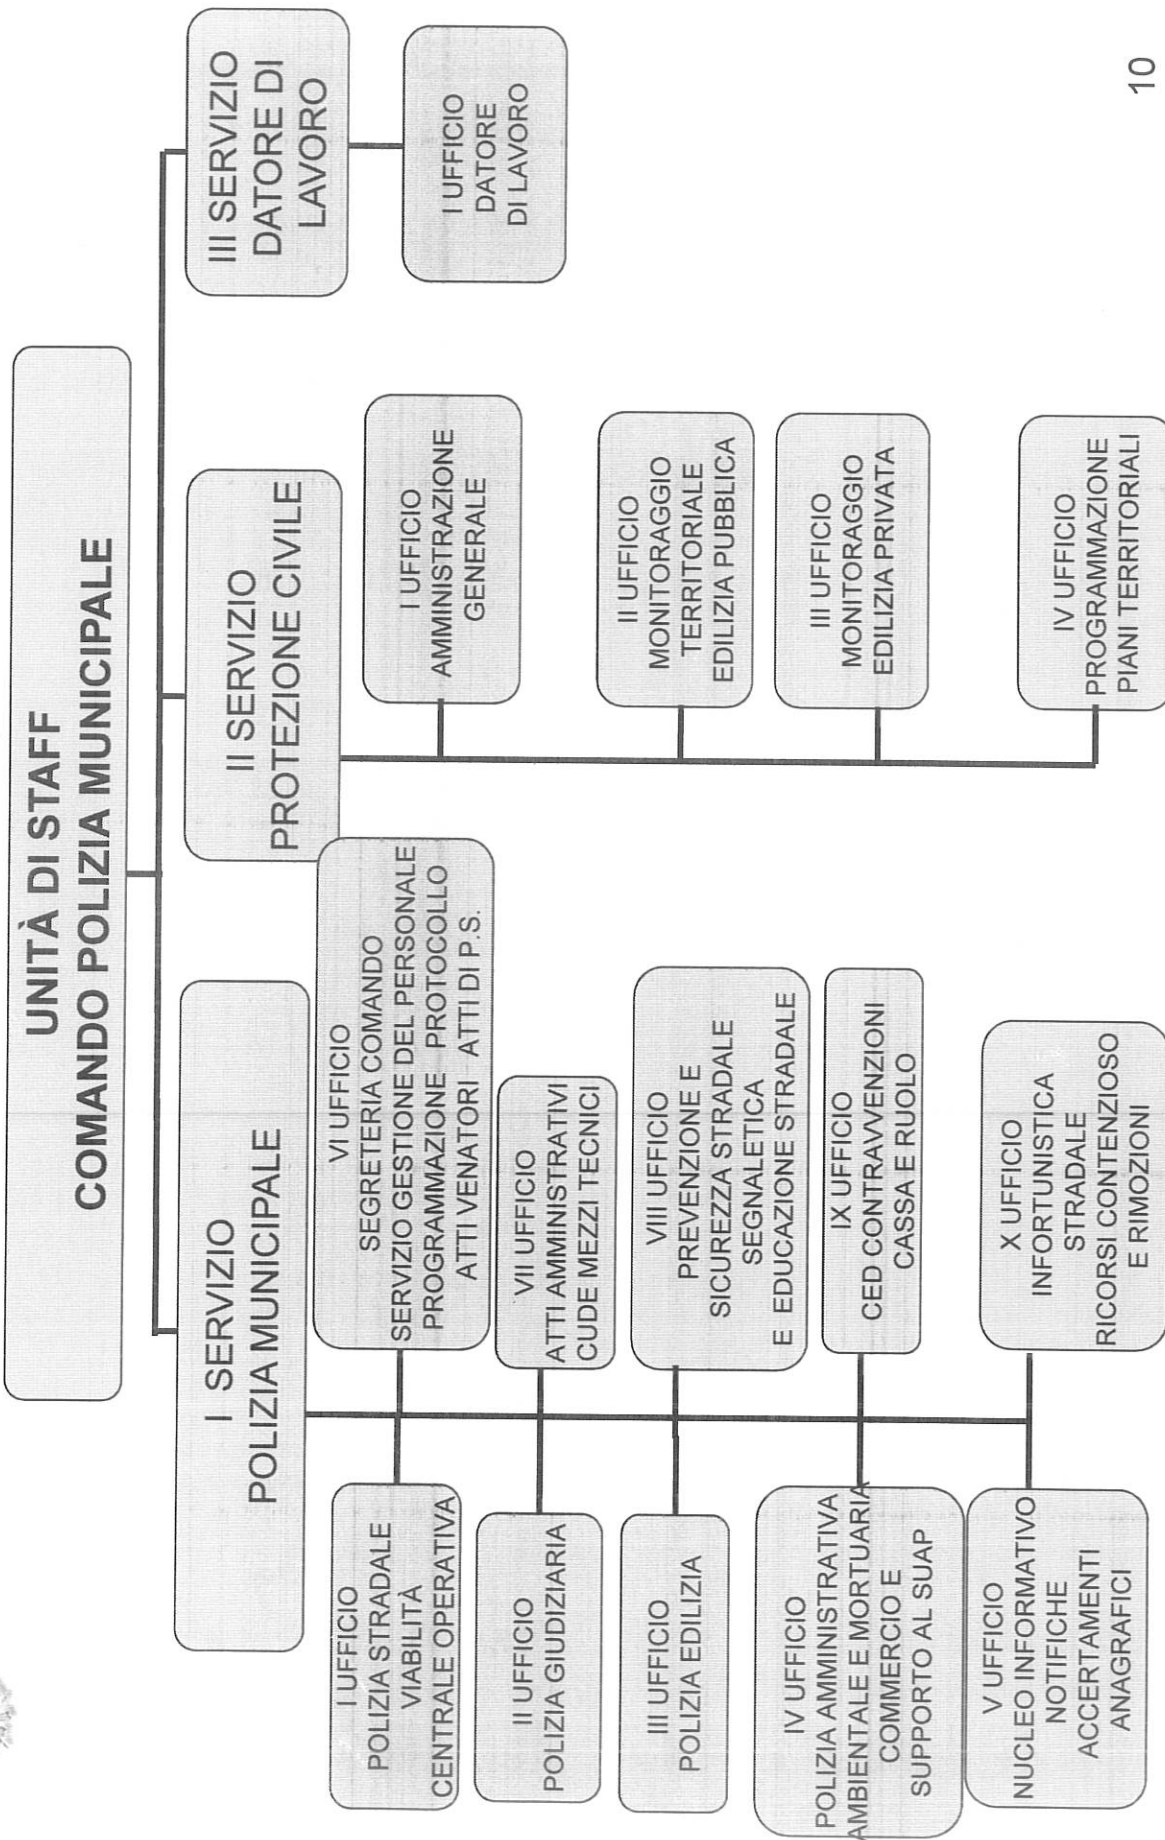 UNITÀ DI STAFF
COMANDO POLIZIA MUNICIPALE
I SERVIZIO
POLIZIA MUNICIPALE
I UFFICIO
POLIZIA STRADALE
VIABILITÀ
CENTRALE OPERATIVA
II UFFICIO
POLIZIA GIUDIZIARIA
III UFFICIO
POLIZIA EDILIZIA
IV UFFICIO
POLIZIA AMMINISTRATIVA
AMBIENTALE E MORTUARIA
COMMERCIO E
SUPPORTO AL SUAP
V UFFICIO
NUCLEO INFORMATIVO
NOTIFICHE
ACCERTAMENTI
ANAGRAFICI
VI UFFICIO
SEGRETERIA COMANDO
SERVIZIO GESTIONE DEL PERSONALE
PROGRAMMAZIONE PROTOCOLLO
ATTI VENATORI ATTI DI P.S.
VII UFFICIO
ATTI AMMINISTRATIVI
CUDE MEZZI TECNICI
VIII UFFICIO
PREVENZIONE E
SICUREZZA STRADALE
SEGNALETICA
E EDUCAZIONE STRADALE
IX UFFICIO
CED CONTRAVVENZIONI
CASSA E RUOLO
X UFFICIO
INFORTUNISTICA
STRADALE
RICORSI CONTENZIOSO
E RIMOZIONI
II SERVIZIO
PROTEZIONE CIVILE
I UFFICIO
AMMINISTRAZIONE
GENERALE
II UFFICIO
MONITORAGGIO
TERRITORIALE
EDILIZIA PUBBLICA
III UFFICIO
MONITORAGGIO
EDILIZIA PRIVATA
IV UFFICIO
PROGRAMMAZIONE
PIANI TERRITORIALI
III SERVIZIO
DATORE DI
LAVORO
I UFFICIO
DATORE
DI LAVORO
10